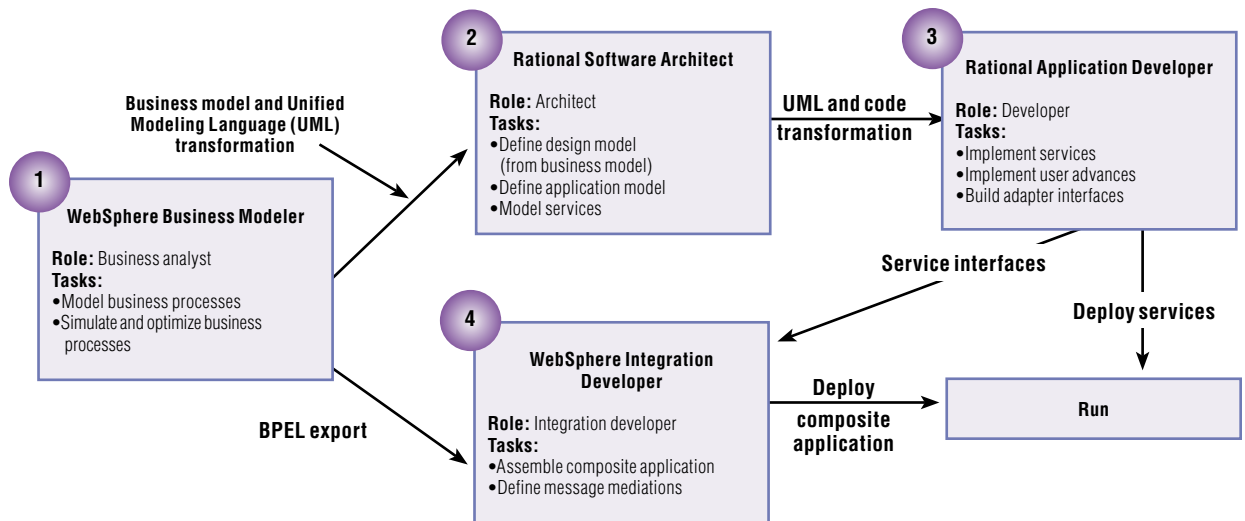 1
WebSphere Business Modeler
Role: Business analyst
Tasks:
•Model business processes
•Simulate and optimize business
processes
Business model and Unified
Modeling Language (UML)
transformation
BPEL export
2
Rational Software Architect
Role: Architect
Tasks:
•Define design model
(from business model)
•Define application model
•Model services
UML and code
transformation
3
Rational Application Developer
Role: Developer
Tasks:
•Implement services
•Implement user advances
•Build adapter interfaces
Service interfaces
Deploy services
4
WebSphere Integration
Developer
Role: Integration developer
Tasks:
•Assemble composite application
•Define message mediations
Deploy
composite
application
Run